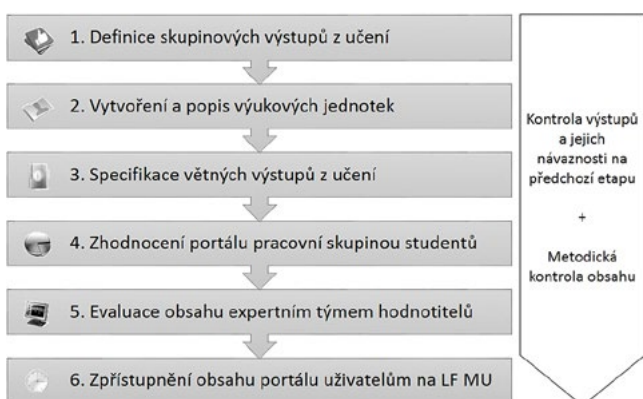 1. Definice skupinových výstupů z učení
2. Vytvoření a popis výukových jednotek
3. Specifikace větných výstupů z učení
4. Zhodnocení portálu pracovní skupinou studentů
5. Evaluace obsahu expertním týmem hodnotitelů
6. Zpřístupnění obsahu portálu uživatelům na LF MU
Kontrola výstupů
a jejich
návaznosti na
předchozí etapu
+
Metodická
kontrola obsahu